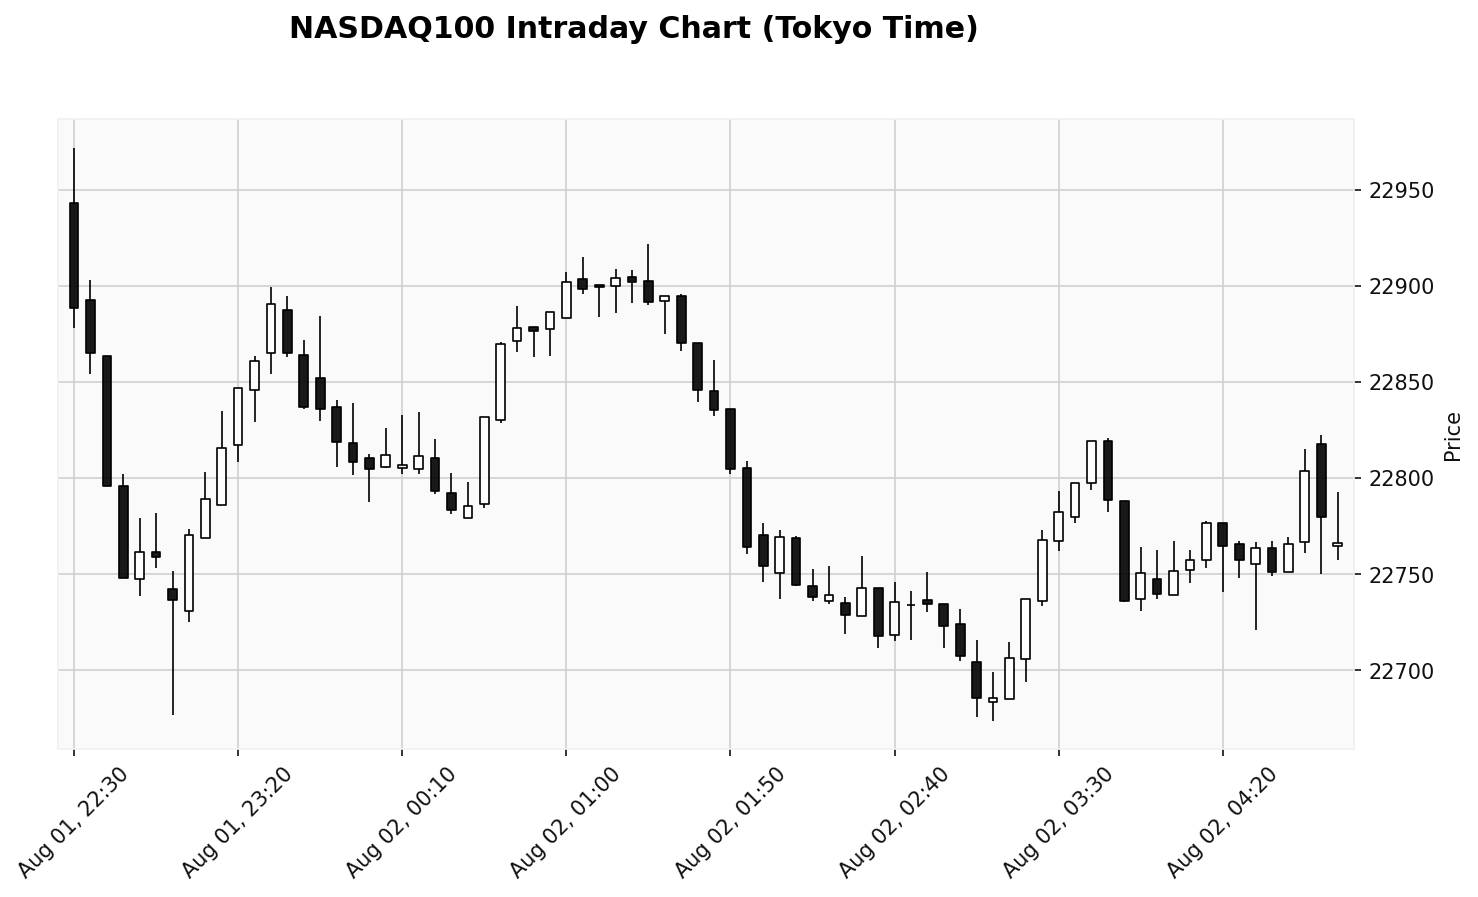 NASDAQ100 Intraday Chart (Tokyo Time)
22950
22900
22850
22800
22750
22700
Price
Aug 01, 22:30
Aug 01, 23:20
Aug 02, 00:10
Aug 02, 01:00
Aug 02, 01:50
Aug 02, 02:40
Aug 02, 03:30
Aug 02, 04:20